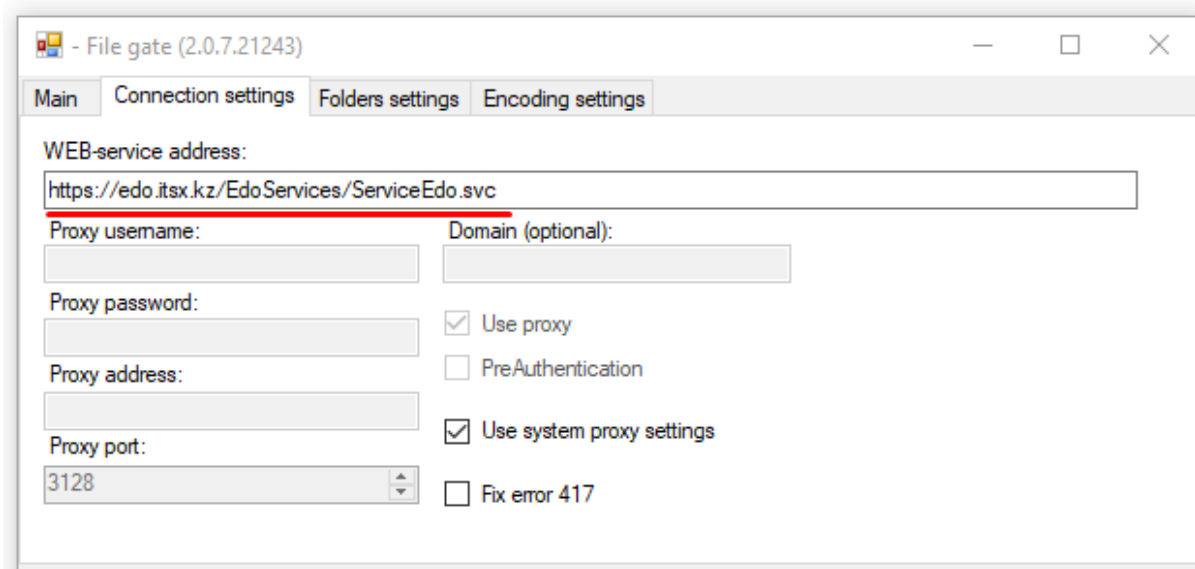 - File gate (2.0.7.21243)
Main Connection settings Folders settings Encoding settings
WEB-service address:
https://edo.itsx.kz/EdoServices/ServiceEdo.svc
Proxy username: Domain (optional):
Proxy password:
Use proxy
PreAuthentication
Proxy address:
Use system proxy settings
Proxy port:
3128
Fix error 417